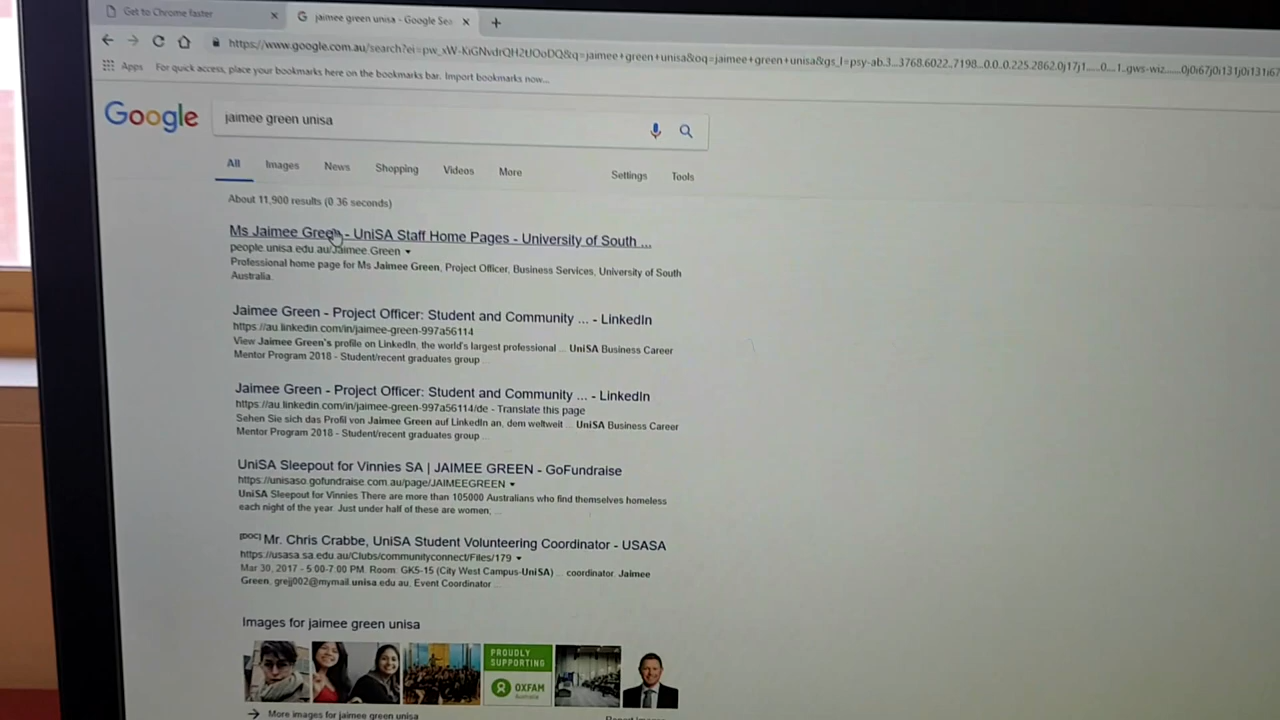 Get to Chrome faster
jaimee green unisa - Google Sea
https://www.google.com.au/search?ei=pw_xW-KiGNvdrQH2UOoDQ&q=jaimee+green+unisa&oq=jaimee+green+unisa&gs_l=psy-ab.3...3768.6022..7198...0.0..0.225.2862.0j17j1......0....1..gws-wiz.......0j0i67j0i131j0i131i67
Apps For quick access, place your bookmarks here on the bookmarks bar. Import bookmarks now...
Google jaimee green unisa
All Images News Shopping Videos More Settings Tools
About 11,900 results (0.36 seconds)
Ms Jaimee Green - UniSA Staff Home Pages - University of South ...
people.unisa.edu.au/Jaimee.Green
Professional home page for Ms Jaimee Green, Project Officer, Business Services, University of South
Australia.
Jaimee Green - Project Officer: Student and Community ... - LinkedIn
https://au.linkedin.com/in/jaimee-green-997a56114
View Jaimee Green's profile on LinkedIn, the world's largest professional ... UniSA Business Career
Mentor Program 2018 - Student/recent graduates group ...
Jaimee Green - Project Officer: Student and Community ... - LinkedIn
https://au.linkedin.com/in/jaimee-green-997a56114/de - Translate this page
Sehen Sie sich das Profil von Jaimee Green auf LinkedIn an, dem weltweit ... UniSA Business Career
Mentor Program 2018 - Student/recent graduates group ...
UniSA Sleepout for Vinnies SA | JAIMEE GREEN - GoFundraise
https://unisaso.gofundraise.com.au/page/JAIMEEGREEN
UniSA Sleepout for Vinnies There are more than 105000 Australians who find themselves homeless
each night of the year. Just under half of these are women, ...
[DOC] Mr. Chris Crabbe, UniSA Student Volunteering Coordinator - USASA
https://usasa.sa.edu.au/Clubs/communityconnect/Files/179
Mar 30, 2017 - 5:00-7:00 PM. Room: GK5-15 (City West Campus-UniSA) ... coordinator. Jaimee
Green, grejj002@mymail.unisa.edu.au. Event Coordinator ...
Images for jaimee green unisa
PROUDLY
SUPPORTING
OXFAM
Australia
More images for jaimee green unisa